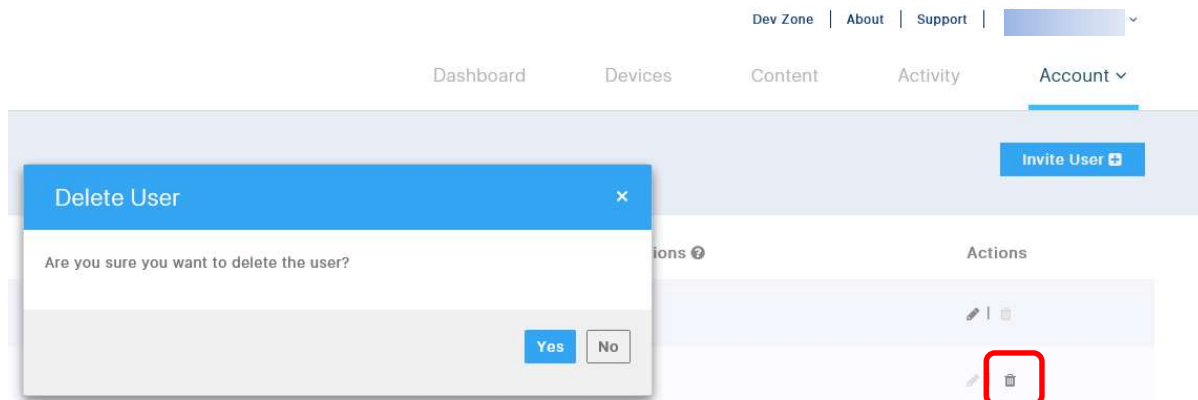 Dev Zone | About | Support |
Dashboard Devices Content Activity Account
Invite User
Delete User ×
Are you sure you want to delete the user?
ions Actions
Yes No